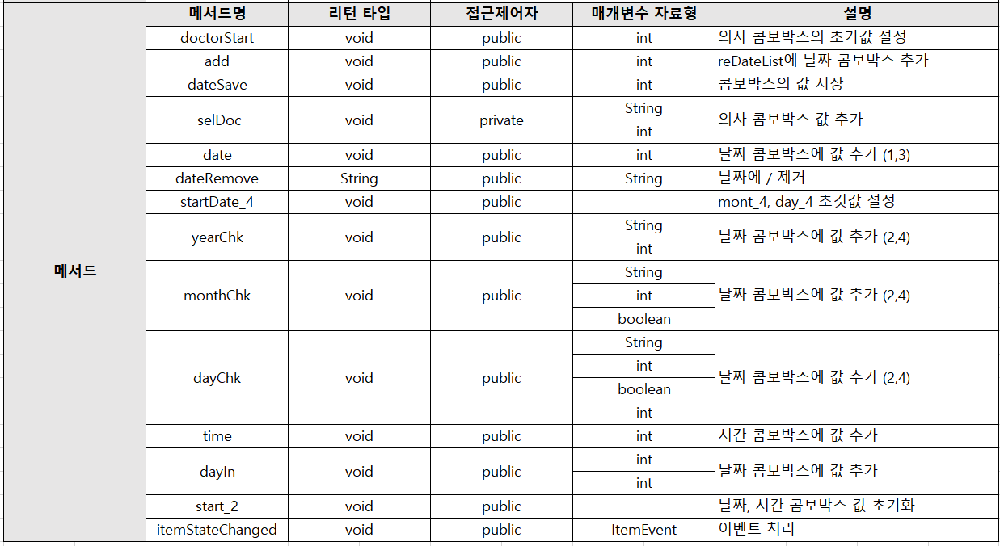 메서드명 리턴 타입 접근제어자 매개변수 자료형 설명
doctorStart void public int 의사 콤보박스의 초기값 설정
add void public int reDateList에 날짜 콤보박스 추가
dateSave void public int 콤보박스의 값 저장
selDoc void private String 의사 콤보박스 값 추가
int
date void public int 날짜 콤보박스에 값 추가 (1,3)
dateRemove String public String 날짜에 / 제거
startDate_4 void public mont_4, day_4 초깃값 설정
yearChk void public String 날짜 콤보박스에 값 추가 (2,4)
int
메서드
monthChk void public String 날짜 콤보박스에 값 추가 (2,4)
int
boolean
dayChk void public String 날짜 콤보박스에 값 추가 (2,4)
int
boolean
int
time void public int 시간 콤보박스에 값 추가
dayIn void public int 날짜 콤보박스에 값 추가
int
start_2 void public 날짜, 시간 콤보박스 값 초기화
itemStateChanged void public ItemEvent 이벤트 처리